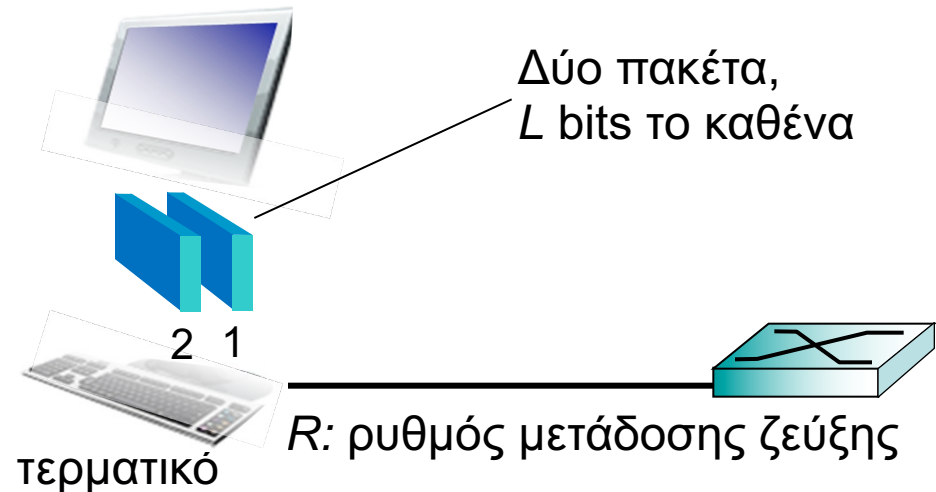 Δύο πακέτα,
L bits το καθένα
2 1
R: ρυθμός μετάδοσης ζεύξης
τερματικό